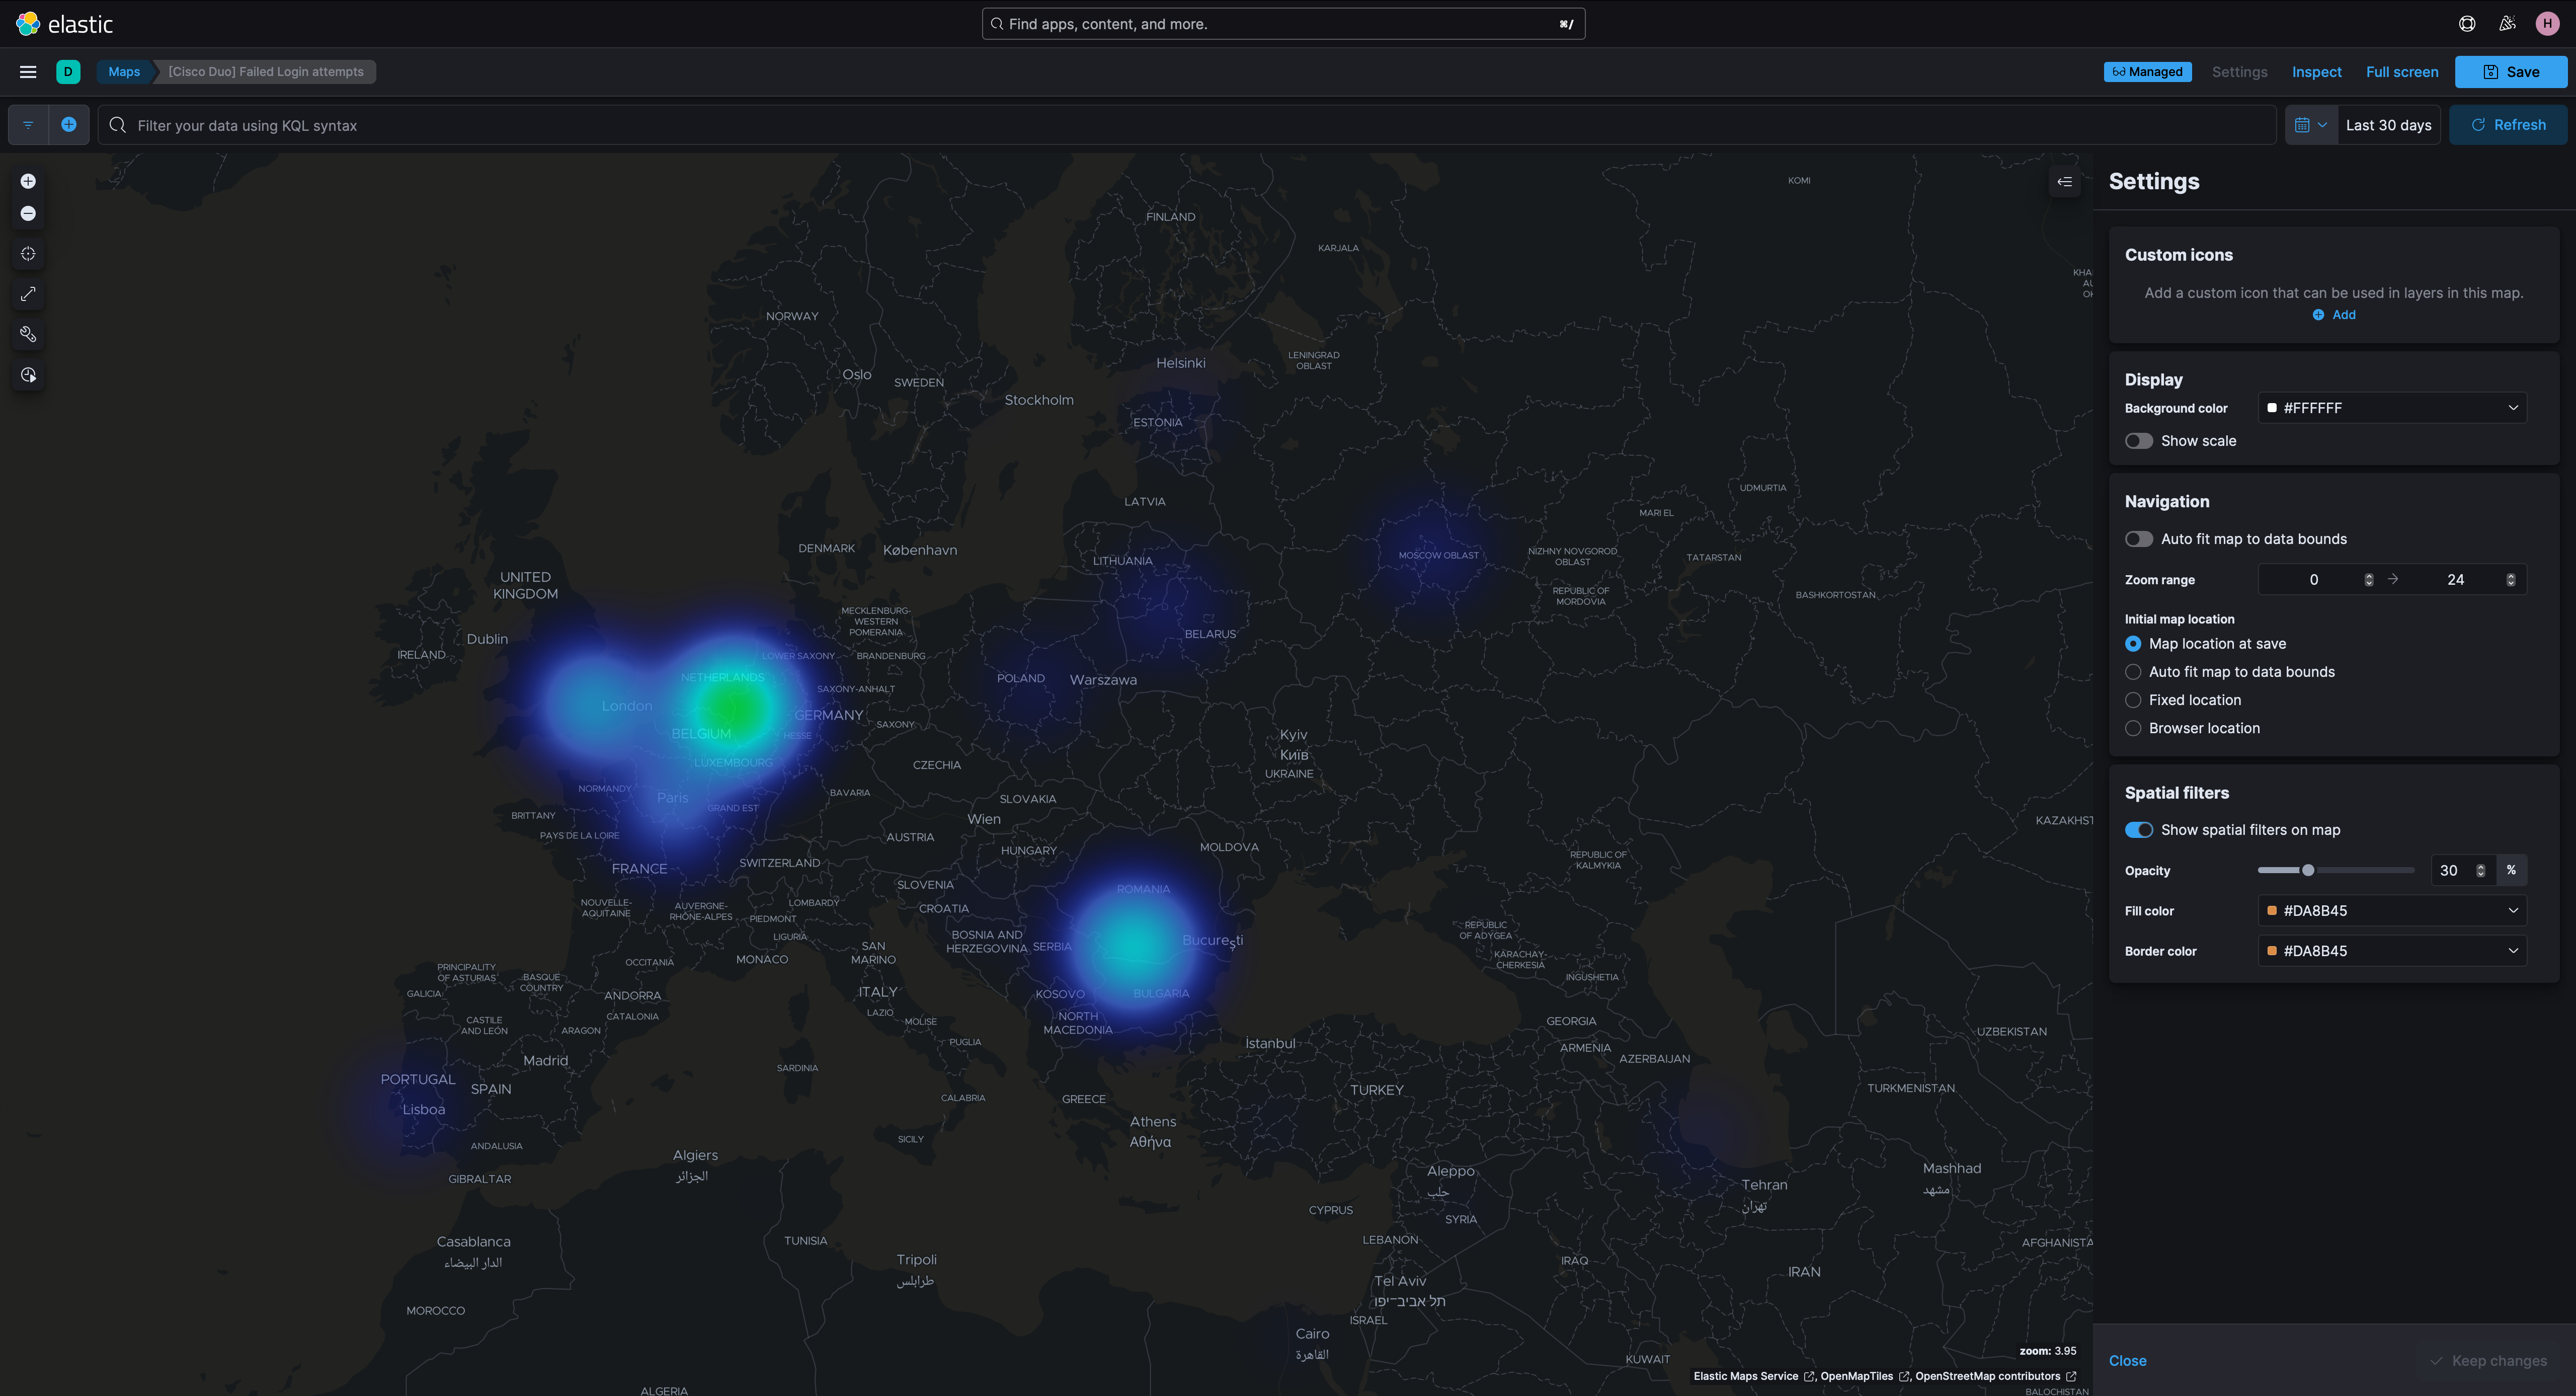 elastic
Find apps, content, and more.
⌘/
H
D
Maps
[Cisco Duo] Failed Login attempts
Managed
Settings
Inspect
Full screen
Save
Filter your data using KQL syntax
Last 30 days
Refresh
KOMI
FINLAND
KARJALA
NORWAY
LENINGRAD
OBLAST
Helsinki
Oslo
SWEDEN
Stockholm
ESTONIA
UDMURTIA
LATVIA
MARI EL
DENMARK
København
LITHUANIA
MOSCOW OBLAST
NIZHNY NOVGOROD
OBLAST
TATARSTAN
UNITED
KINGDOM
REPUBLIC OF
MORDOVIA
BASHKORTOSTAN
MECKLENBURG-
WESTERN
POMERANIA
Dublin
BELARUS
IRELAND
LOWER SAXONY
BRANDENBURG
NETHERLANDS
POLAND
Warszawa
SAXONY-ANHALT
London
GERMANY
SAXONY
BELGIUM
HESSE
Kyiv
Київ
UKRAINE
LUXEMBOURG
CZECHIA
NORMANDY
Paris
GRAND EST
BAVARIA
SLOVAKIA
BRITTANY
Wien
PAYS DE LA LOIRE
AUSTRIA
KAZAKHST
HUNGARY
MOLDOVA
SWITZERLAND
FRANCE
REPUBLIC OF
KALMYKIA
SLOVENIA
ROMANIA
NOUVELLE-
AQUITAINE
AUVERGNE-
RHÔNE-ALPES
LOMBARDY
PIEDMONT
CROATIA
LIGURIA
BOSNIA AND
HERZEGOVINA
SERBIA
București
REPUBLIC
OF ADYGEA
SAN
MARINO
MONACO
OCCITANIA
KARACHAY-
CHERKESIA
PRINCIPALITY
OF ASTURIAS
BASQUE
COUNTRY
INGUSHETIA
GALICIA
ANDORRA
ITALY
KOSOVO
BULGARIA
CASTILE
AND LEÓN
ARAGON
CATALONIA
LAZIO
MOLISE
NORTH
MACEDONIA
GEORGIA
UZBEKISTAN
PUGLIA
İstanbul
ARMENIA
AZERBAIJAN
Madrid
SARDINIA
PORTUGAL
SPAIN
TURKEY
TURKMENISTAN
Lisboa
CALABRIA
GREECE
Athens
Αθήνα
ANDALUSIA
SICILY
Algiers
الجزائر
GIBRALTAR
Aleppo
حلب
Mashhad
مشهد
Tehran
تهران
CYPRUS
SYRIA
Casablanca
الدار البيضاء
TUNISIA
LEBANON
AFGHANISTA
Tripoli
طرابلس
IRAQ
IRAN
Tel Aviv
תל אביב–יפו
MOROCCO
ISRAEL
Cairo
القاهرة
KUWAIT
ALGERIA
BALOCHISTAN
zoom: 3.95
Elastic Maps Service, OpenMapTiles, OpenStreetMap contributors
Settings
Custom icons
Add a custom icon that can be used in layers in this map.
Add
Display
Background color
#FFFFFF
Show scale
Navigation
Auto fit map to data bounds
Zoom range
0
24
Initial map location
Map location at save
Auto fit map to data bounds
Fixed location
Browser location
Spatial filters
Show spatial filters on map
Opacity
30
%
Fill color
#DA8B45
Border color
#DA8B45
Close
Keep changes